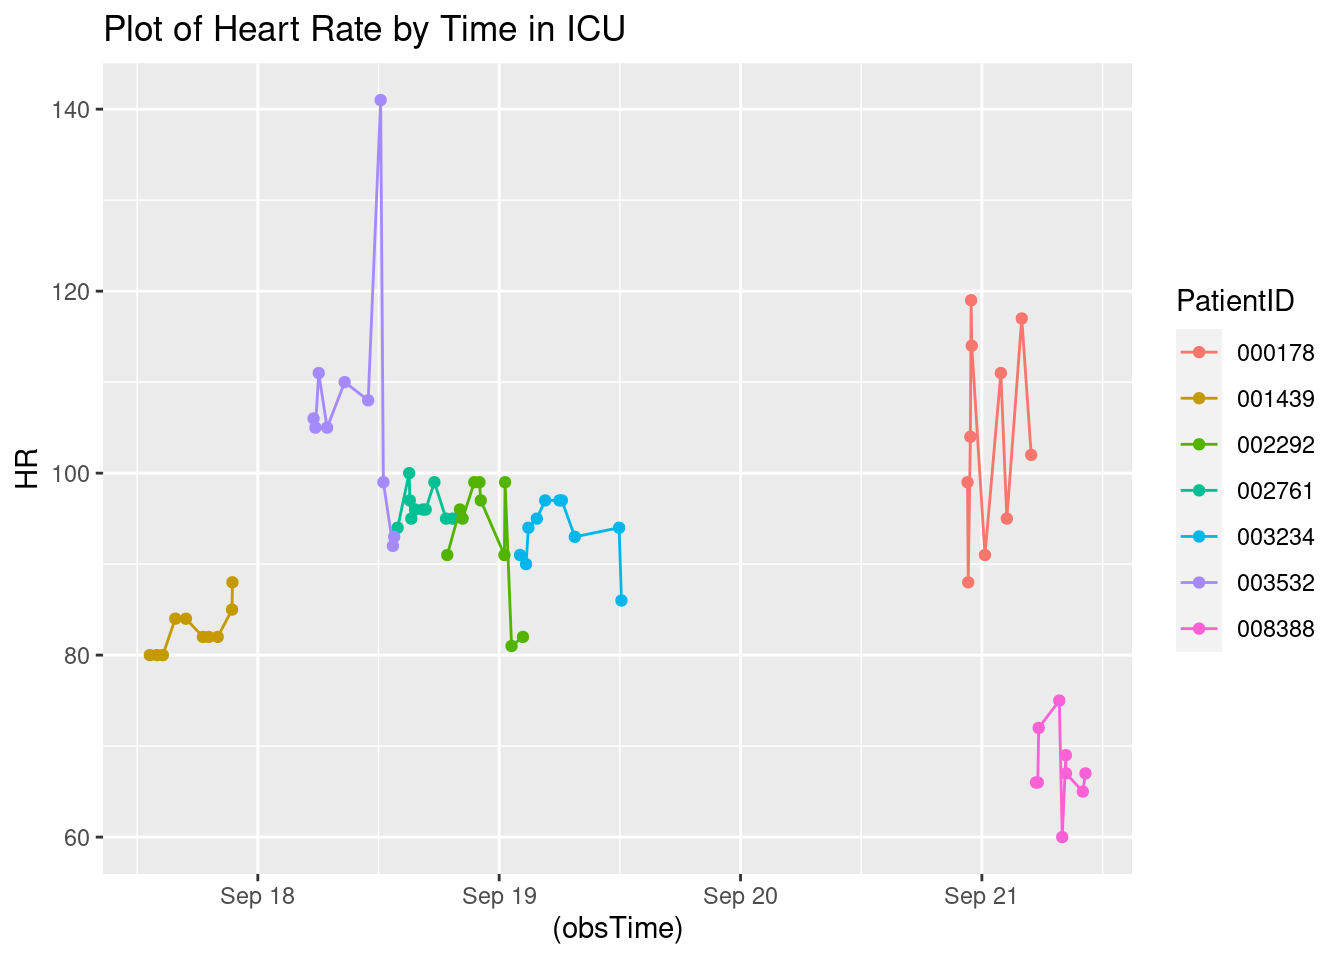 Plot of Heart Rate by Time in ICU
140
120
100
80
60
HR
Sep 18
Sep 19
Sep 20
Sep 21
(obsTime)
PatientID
000178
001439
002292
002761
003234
003532
008388